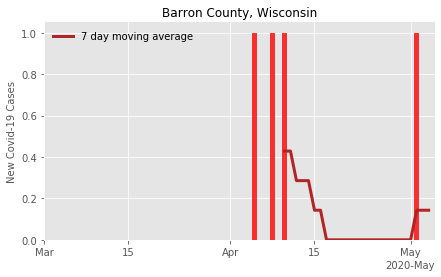 Barron County, Wisconsin
7 day moving average
New Covid-19 Cases
1.0
0.8
0.6
0.4
0.2
0.0
Mar 15 Apr 15 May
2020-May